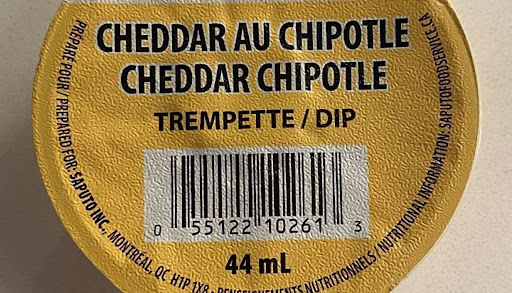 CHEDDAR AU CHIPOTLE
CHEDDAR CHIPOTLE
TREMPETTE / DIP
0 55122 10261 3
44 mL
PRÉPARÉ POUR / PREPARED FOR: SAPUTO INC., MONTREAL, QC H1P 1X8 • RENSEIGNEMENTS NUTRITIONNELS / NUTRITIONAL INFORMATION: SAPUTOFOODSERVICE.CA